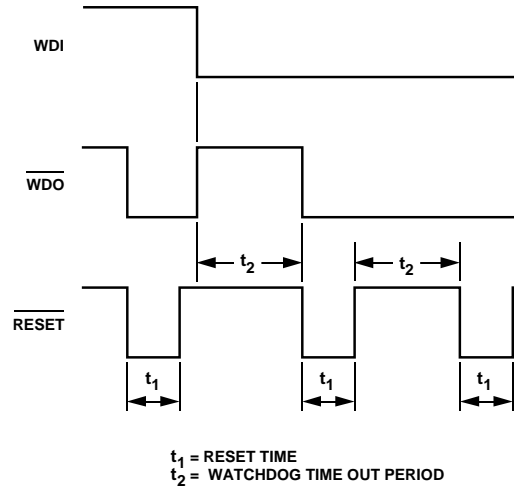 WDI
WDO
t2
t2
RESET
t1
t1
t1
t1 = RESET TIME
t2 = WATCHDOG TIME OUT PERIOD